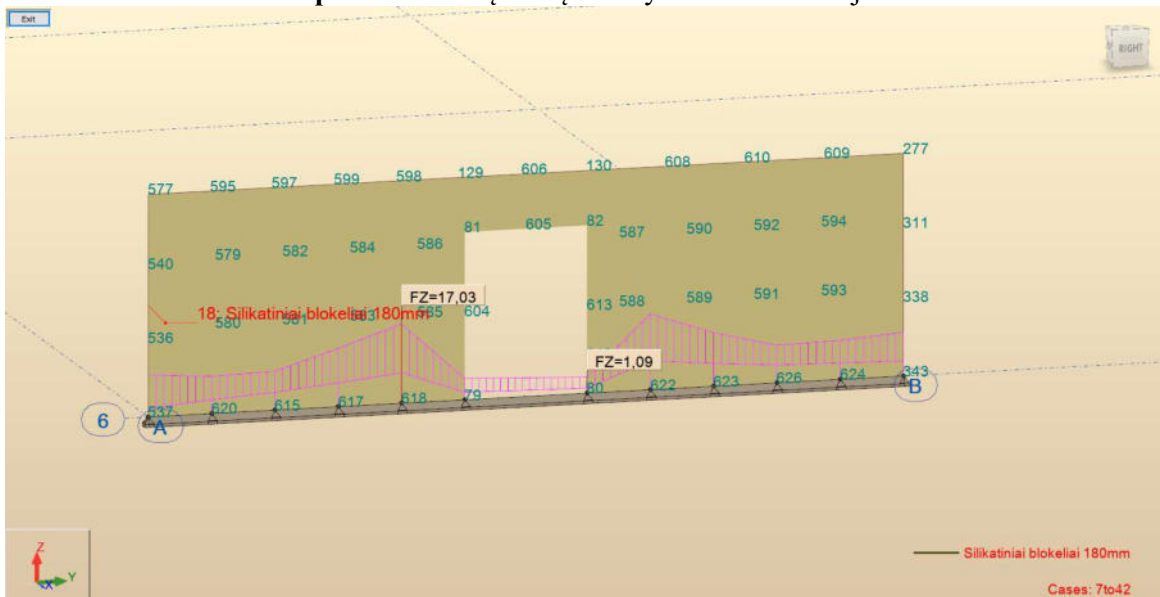 Exit
RIGHT
577 595 597 599 598 129 606 130 608 610 609 277
540 579 582 584 586 81 605 82 587 590 592 594 311
FZ=17,03
536 580 581 583 585 604 613 588 589 591 593 338
18: Silikatiniai blokeliai 180mm
FZ=1,09
537 620 615 617 618 79 80 622 623 626 624 343
6 A B
Z
Y
X
Silikatiniai blokeliai 180mm
Cases: 7to42